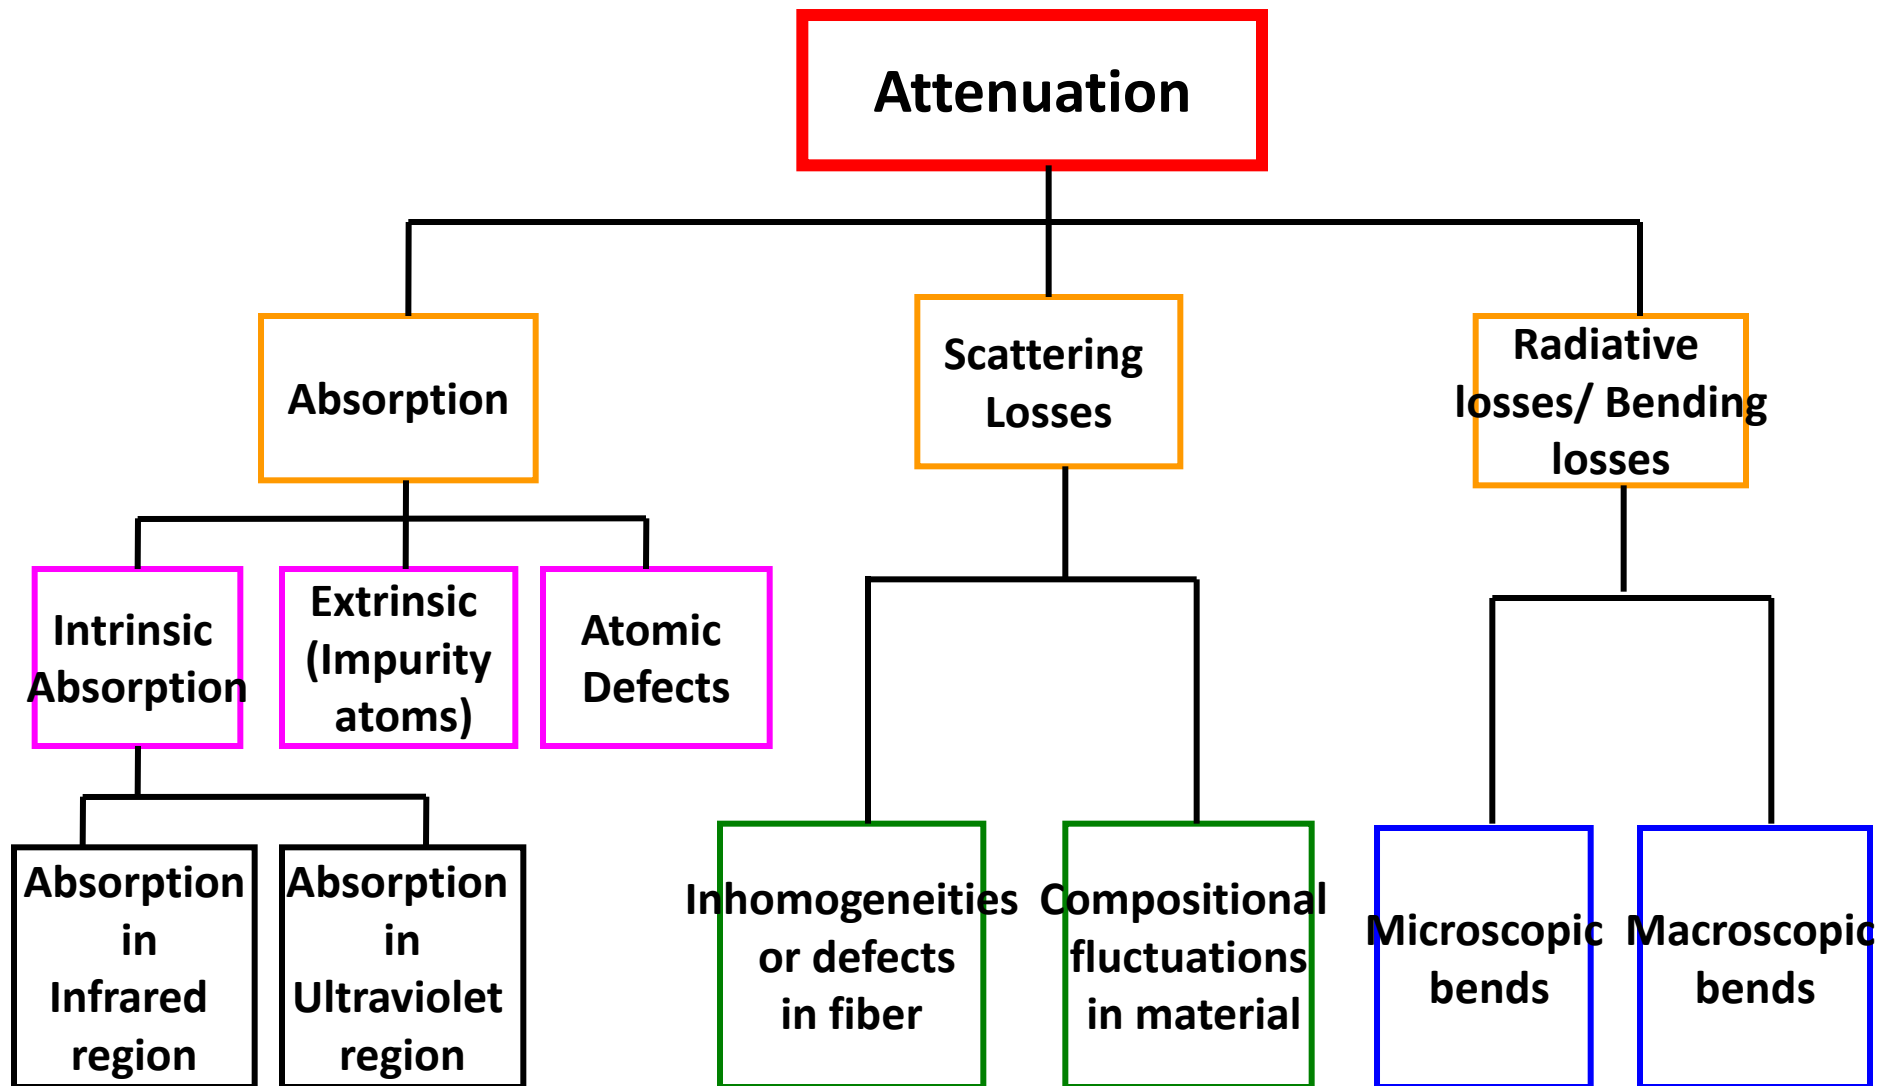 Attenuation
Absorption
Scattering
Losses
Radiative
losses/ Bending
losses
Intrinsic
Absorption
Extrinsic
(Impurity
atoms)
Atomic
Defects
Absorption
in
Infrared
region
Absorption
in
Ultraviolet
region
Inhomogeneities
or defects
in fiber
Compositional
fluctuations
in material
Microscopic
bends
Macroscopic
bends